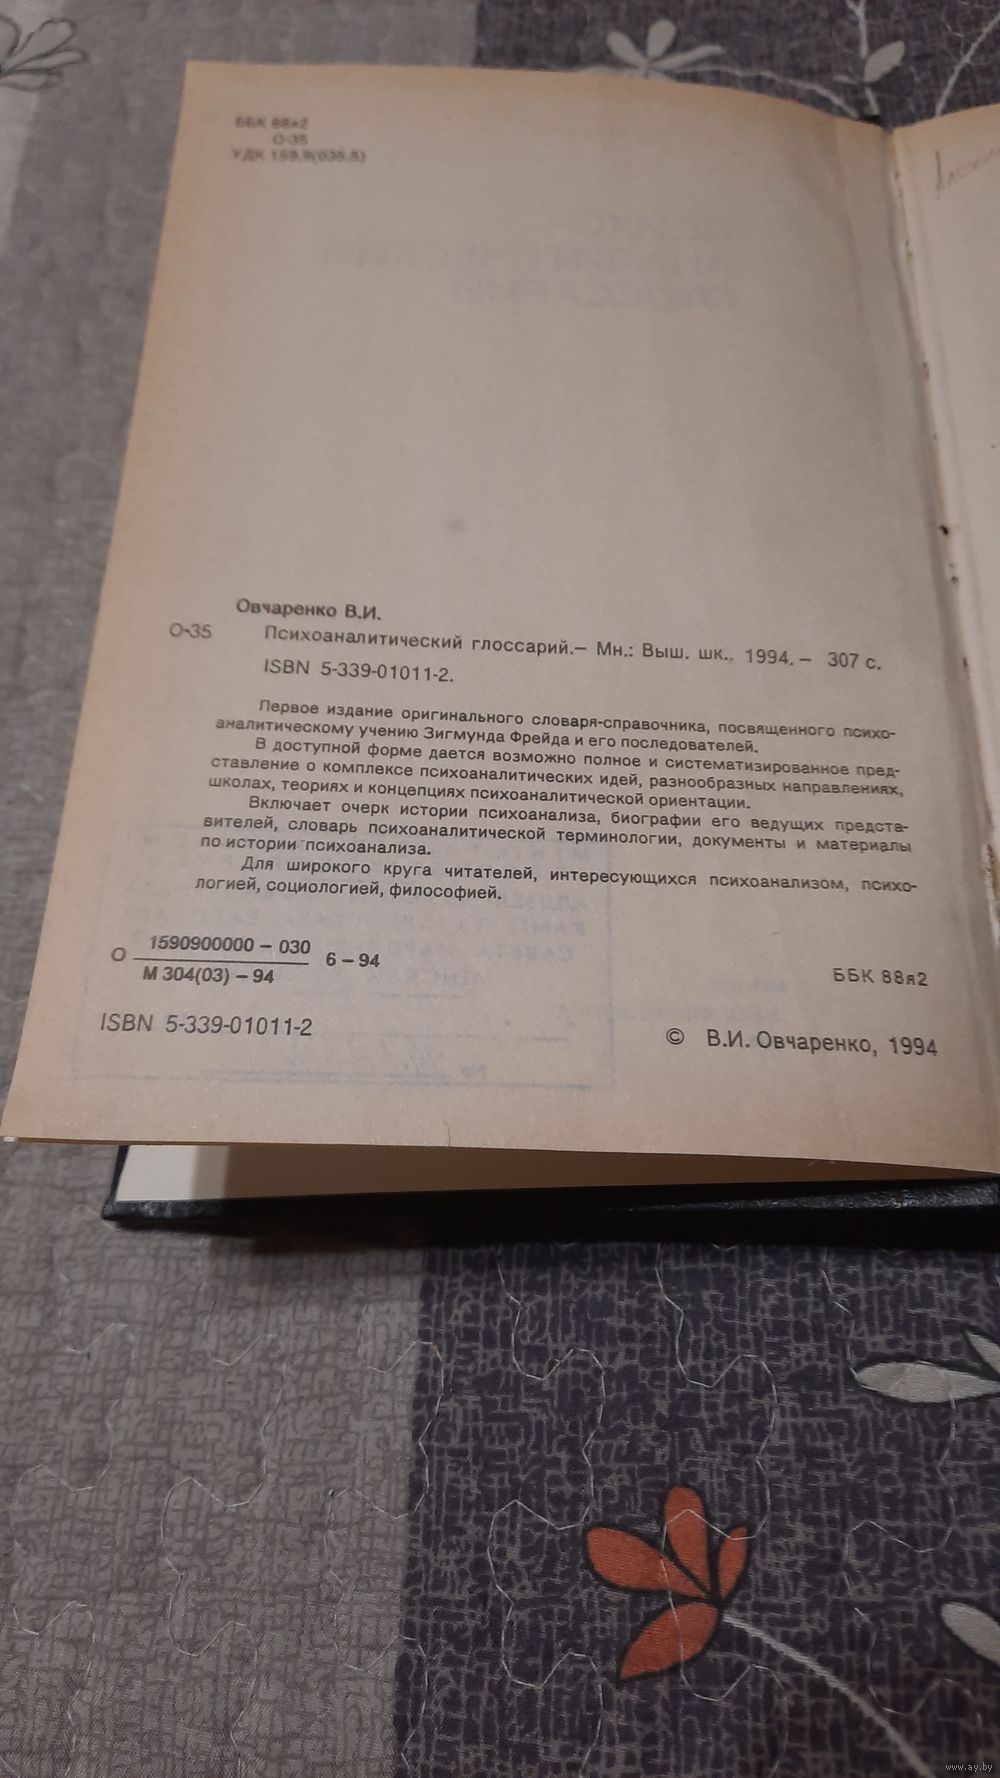 ББК 88я2
О-35
УДК 159.9(035.5)
Овчаренко В.И.
О-35 Психоаналитический глоссарий.– Мн.: Выш. шк., 1994. – 307 с.
ISBN 5-339-01011-2.
Первое издание оригинального словаря-справочника, посвященного психо-
аналитическому учению Зигмунда Фрейда и его последователей.
В доступной форме дается возможно полное и систематизированное пред-
ставление о комплексе психоаналитических идей, разнообразных направлениях,
школах, теориях и концепциях психоаналитической ориентации.
Включает очерк истории психоанализа, биографии его ведущих предста-
вителей, словарь психоаналитической терминологии, документы и материалы
по истории психоанализа.
Для широкого круга читателей, интересующихся психоанализом, психо-
логией, социологией, философией.
О 1590900000 – 030 6 – 94
М 304(03) – 94
ББК 88я2
ISBN 5-339-01011-2
© В.И. Овчаренко, 1994
www.ay.by